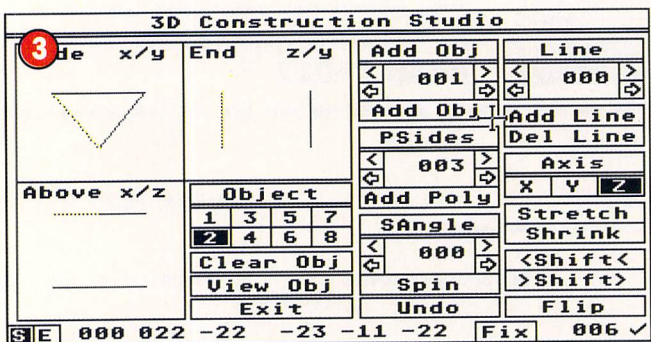 3D Construction Studio
3
de x/y
End z/y
Above x/z
Object
1 3 5 7
2 4 6 8
Clear Obj
View Obj
Exit
Add Obj
< 001 >
Add Obj
PSides
< 003 >
Add Poly
SAngle
< 000 >
Spin
Undo
Line
< 000 >
Add Line
Del Line
Axis
X Y Z
Stretch
Shrink
<Shift<
>Shift>
Flip
S E 000 022 -22 -23 -11 -22 Fix 006 ✓